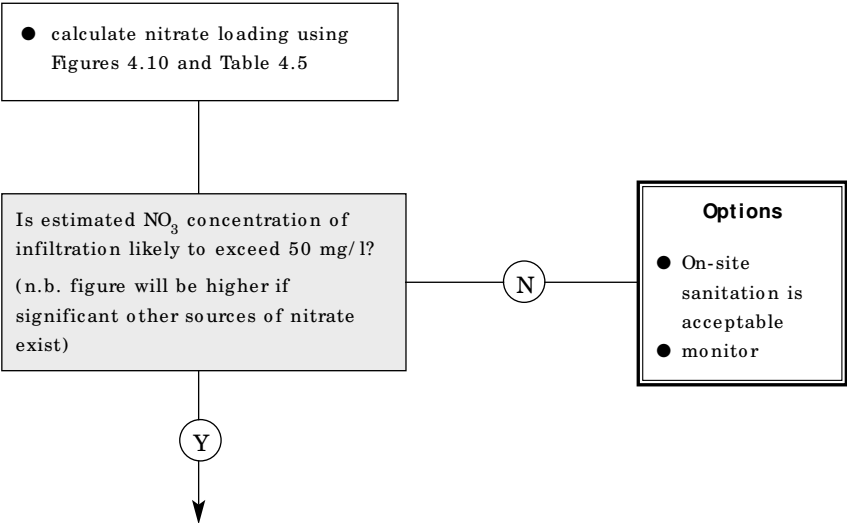 ● calculate nitrate loading using
Figures 4.10 and Table 4.5
Is estimated NO₃ concentration of
infiltration likely to exceed 50 mg/l?
(n.b. figure will be higher if
significant other sources of nitrate
exist)
N
Options
● On-site
sanitation is
acceptable
● monitor
Y